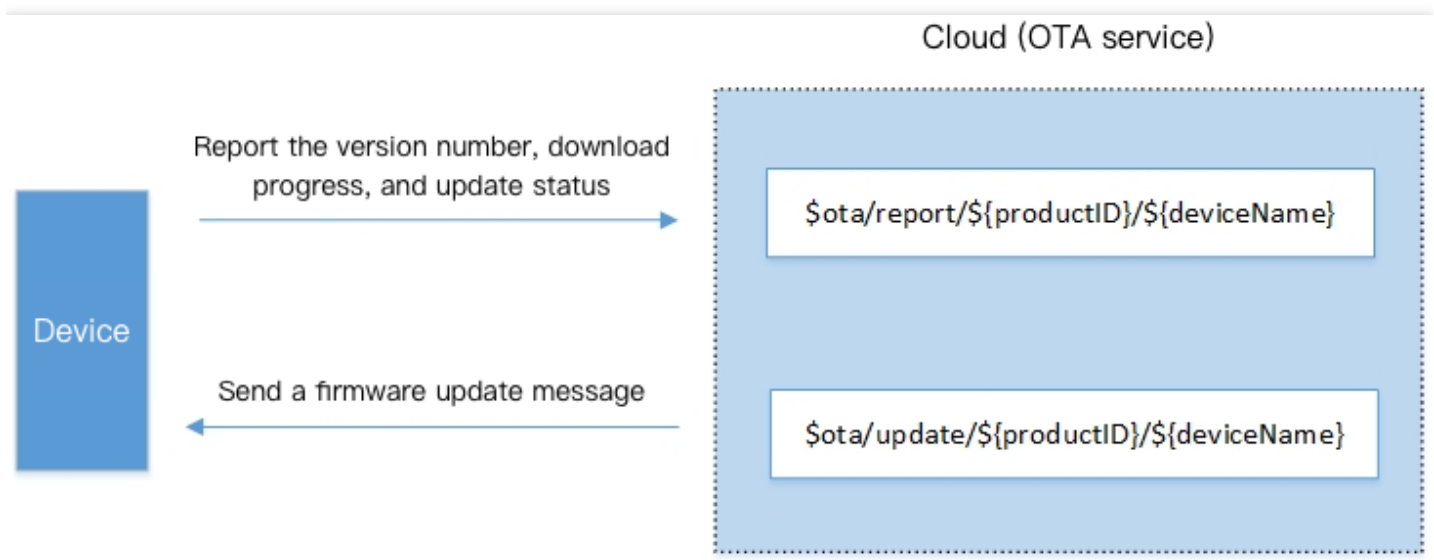 Cloud (OTA service)
Report the version number, download
progress, and update status
$ota/report/${productID}/${deviceName}
Device
Send a firmware update message
$ota/update/${productID}/${deviceName}